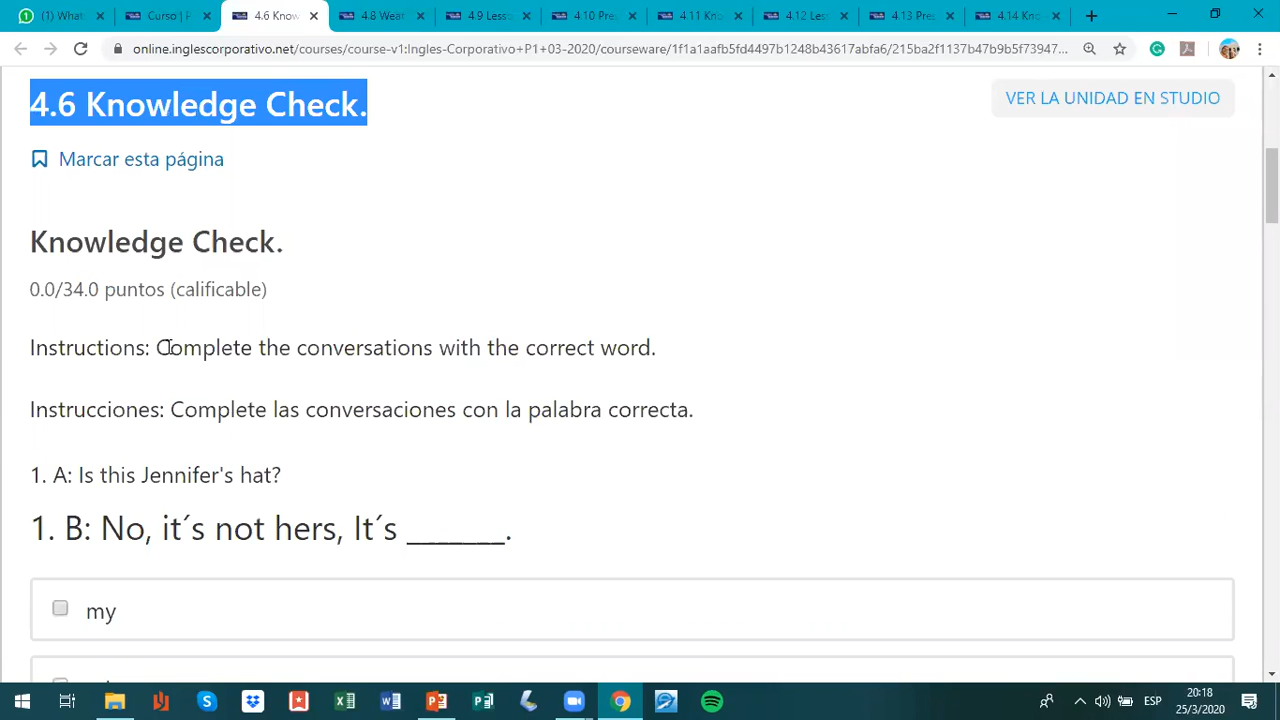 (1) What:
Curso | P
4.6 Know
4.8 Wear
4.9 Less
4.10 Pre
4.11 Kno
4.12 Les
4.13 Pres
4.14 Kno
online.inglescorporativo.net/courses/course-v1:Ingles-Corporativo+P1+03-2020/courseware/1f1a1aafb5fd4497b1248b43617abfa6/215ba2f1137b47b9b5f73947...
4.6 Knowledge Check.
VER LA UNIDAD EN STUDIO
Marcar esta página
Knowledge Check.
0.0/34.0 puntos (calificable)
Instructions: Complete the conversations with the correct word.
Instrucciones: Complete las conversaciones con la palabra correcta.
1. A: Is this Jennifer's hat?
1. B: No, it´s not hers, It´s _______.
my
ESP
20:18
25/3/2020